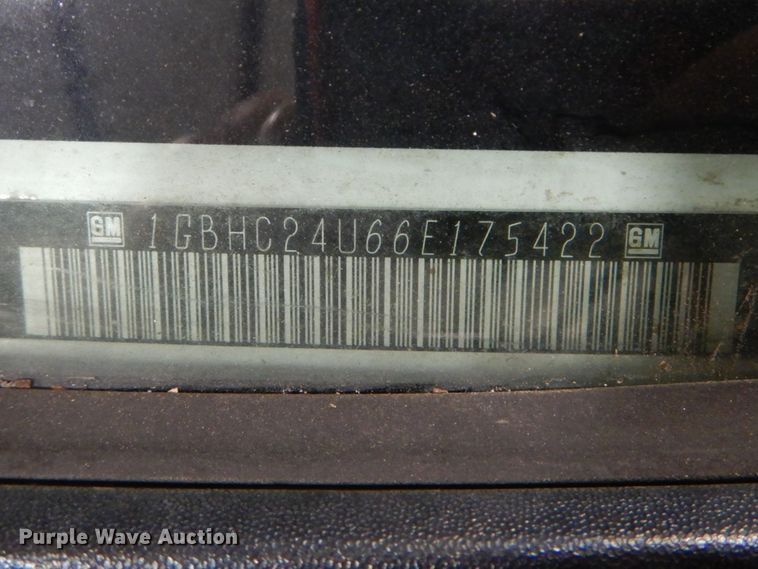 GM 1GBHC24U66E175422 GM
Purple Wave Auction